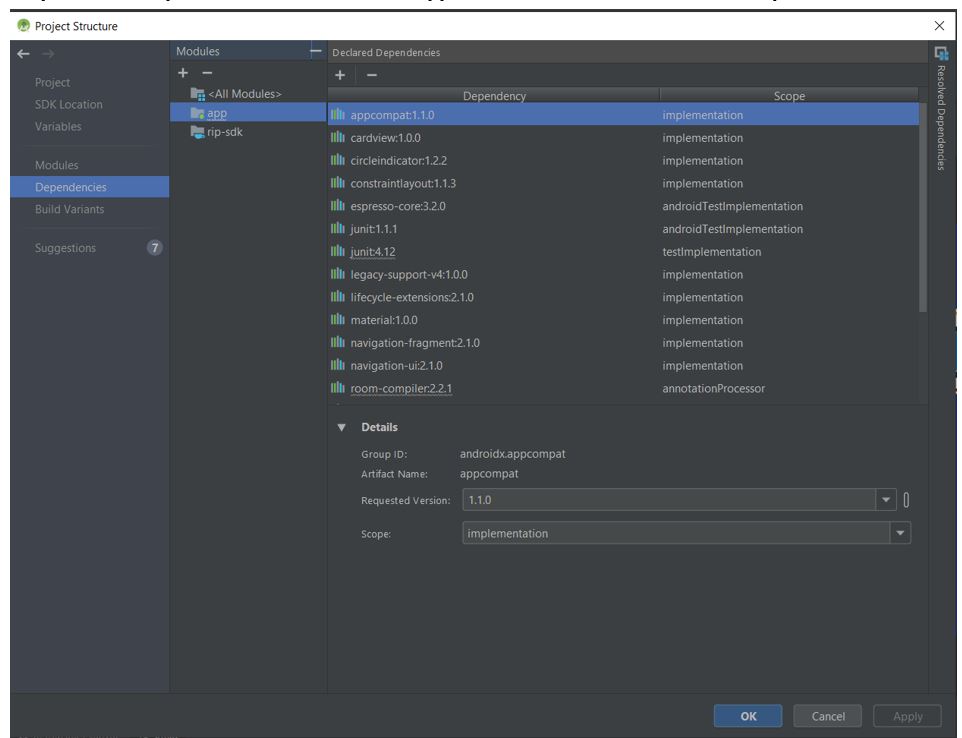 Project Structure
Modules
Declared Dependencies
Project
SDK Location
Variables
Modules
Dependencies
Build Variants
Suggestions 7
<All Modules>
app
rip-sdk
Dependency Scope
appcompat:1.1.0 implementation
cardview:1.0.0 implementation
circleindicator:1.2.2 implementation
constraintlayout:1.1.3 implementation
espresso-core:3.2.0 androidTestImplementation
junit:1.1.1 androidTestImplementation
junit:4.12 testImplementation
legacy-support-v4:1.0.0 implementation
lifecycle-extensions:2.1.0 implementation
material:1.0.0 implementation
navigation-fragment:2.1.0 implementation
navigation-ui:2.1.0 implementation
room-compiler:2.2.1 annotationProcessor
Details
Group ID: androidx.appcompat
Artifact Name: appcompat
Requested Version: 1.1.0
Scope: implementation
Resolved Dependencies
OK Cancel Apply